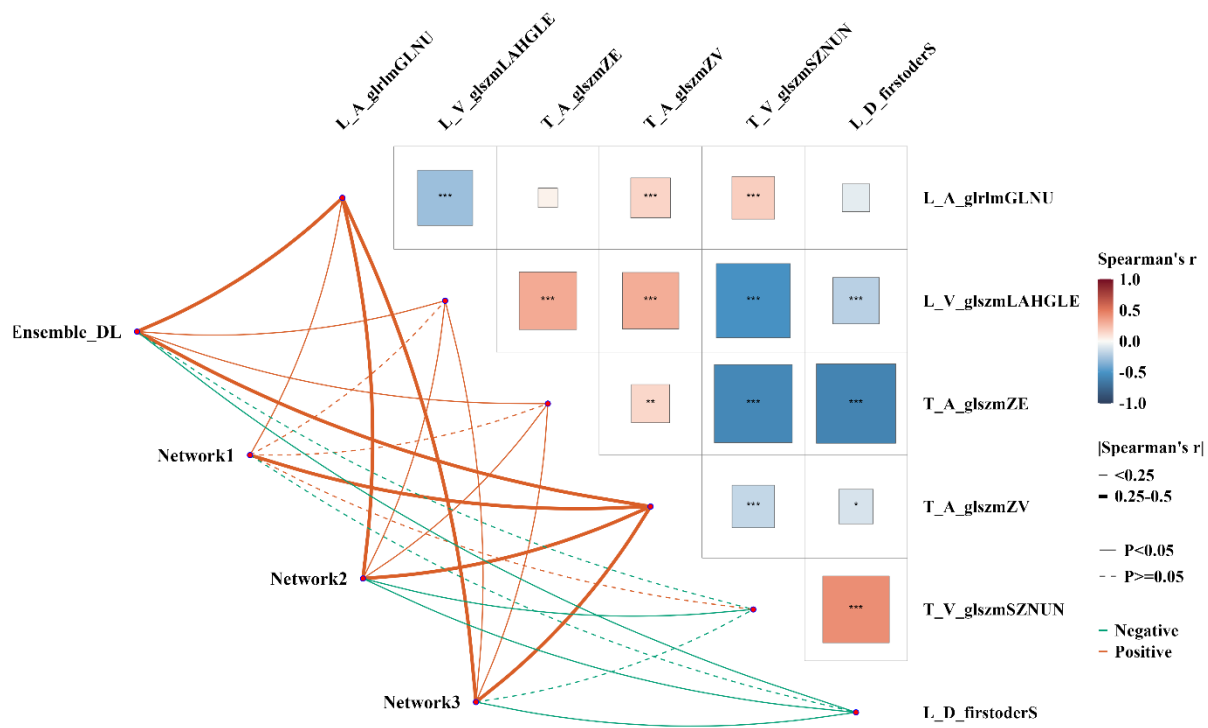 L_A_glrlmGLNU
L_V_glszmLAHGLE
T_A_glszmZE
T_A_glszmZV
T_V_glszmSZNUN
L_D_firstoderS
*** *** *** L_A_glrlmGLNU
Spearman's r
1.0
0.5
0.0
-0.5
-1.0
*** *** *** *** L_V_glszmLAHGLE
Ensemble_DL
** *** *** T_A_glszmZE
|Spearman's r|
<0.25
0.25-0.5
Network1
*** * T_A_glszmZV
P<0.05
P>=0.05
Network2
*** T_V_glszmSZNUN
Negative
Positive
Network3
L_D_firstoderS